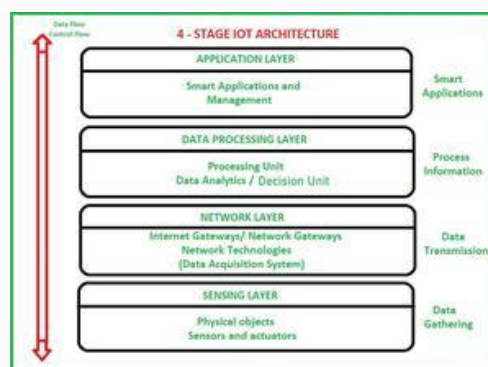 Data Flow
Control Flow
4 - STAGE IOT ARCHITECTURE
APPLICATION LAYER
Smart Applications and
Management
Smart
Applications
DATA PROCESSING LAYER
Processing Unit
Data Analytics / Decision Unit
Process
Information
NETWORK LAYER
Internet Gateways/ Network Gateways
Network Technologies
(Data Acquisition System)
Data
Transmission
SENSING LAYER
Physical objects
Sensors and actuators
Data
Gathering